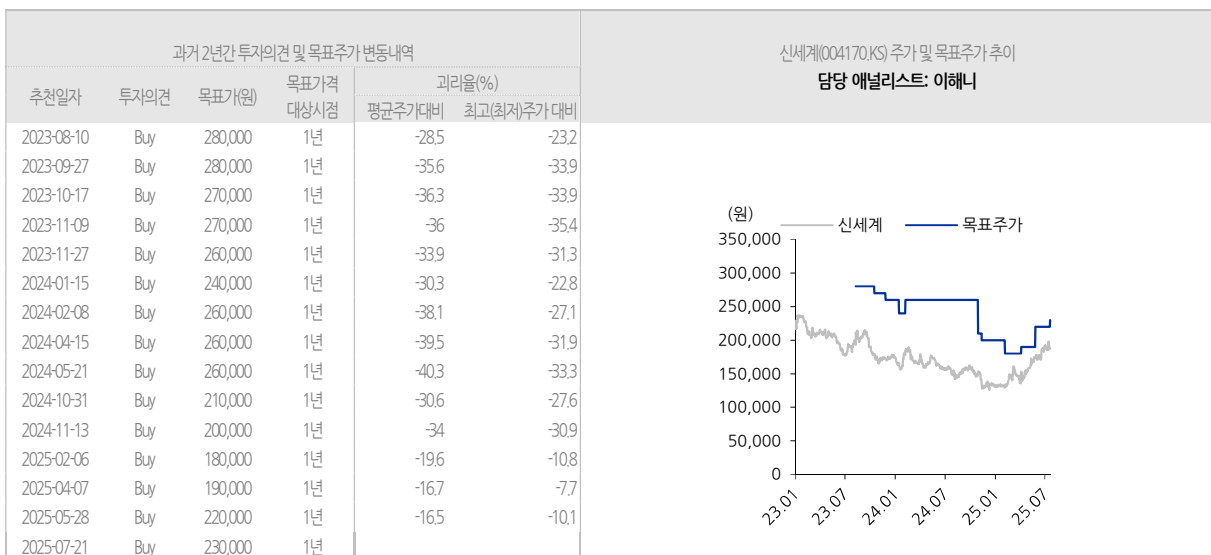 과거 2년간 투자의견 및 목표주가 변동내역
추천일자 투자의견 목표가(원) 목표가격 대상시점 괴리율(%)
평균주가대비 최고(최저)주가 대비
2023-08-10 Buy 280,000 1년 -28.5 -23.2
2023-09-27 Buy 280,000 1년 -35.6 -33.9
2023-10-17 Buy 270,000 1년 -36.3 -33.9
2023-11-09 Buy 270,000 1년 -36 -35.4
2023-11-27 Buy 260,000 1년 -33.9 -31.3
2024-01-15 Buy 240,000 1년 -30.3 -22.8
2024-02-08 Buy 260,000 1년 -38.1 -27.1
2024-04-15 Buy 260,000 1년 -39.5 -31.9
2024-05-21 Buy 260,000 1년 -40.3 -33.3
2024-10-31 Buy 210,000 1년 -30.6 -27.6
2024-11-13 Buy 200,000 1년 -34 -30.9
2025-02-06 Buy 180,000 1년 -19.6 -10.8
2025-04-07 Buy 190,000 1년 -16.7 -7.7
2025-05-28 Buy 220,000 1년 -16.5 -10.1
2025-07-21 Buy 230,000 1년
신세계(004170.KS) 주가 및 목표주가 추이
담당 애널리스트: 이해니
(원)
신세계 목표주가
350,000
300,000
250,000
200,000
150,000
100,000
50,000
0
23.01 23.07 24.01 24.07 25.01 25.07